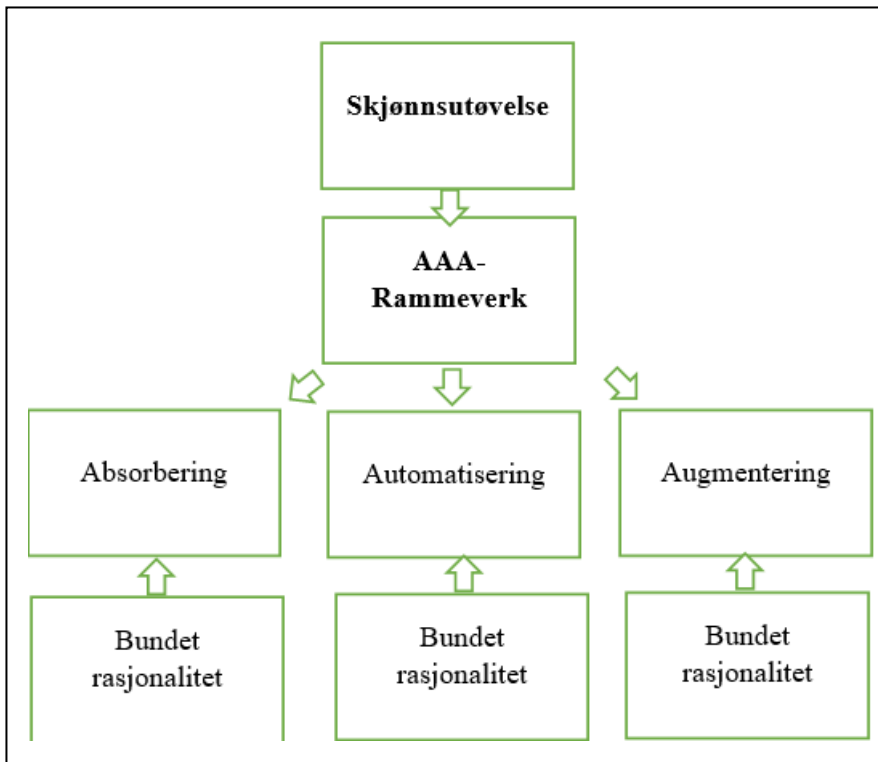 Skjønnsutøvelse
AAA-
Rammeverk
Absorbering
Automatisering
Augmentering
Bundet
rasjonalitet
Bundet
rasjonalitet
Bundet
rasjonalitet